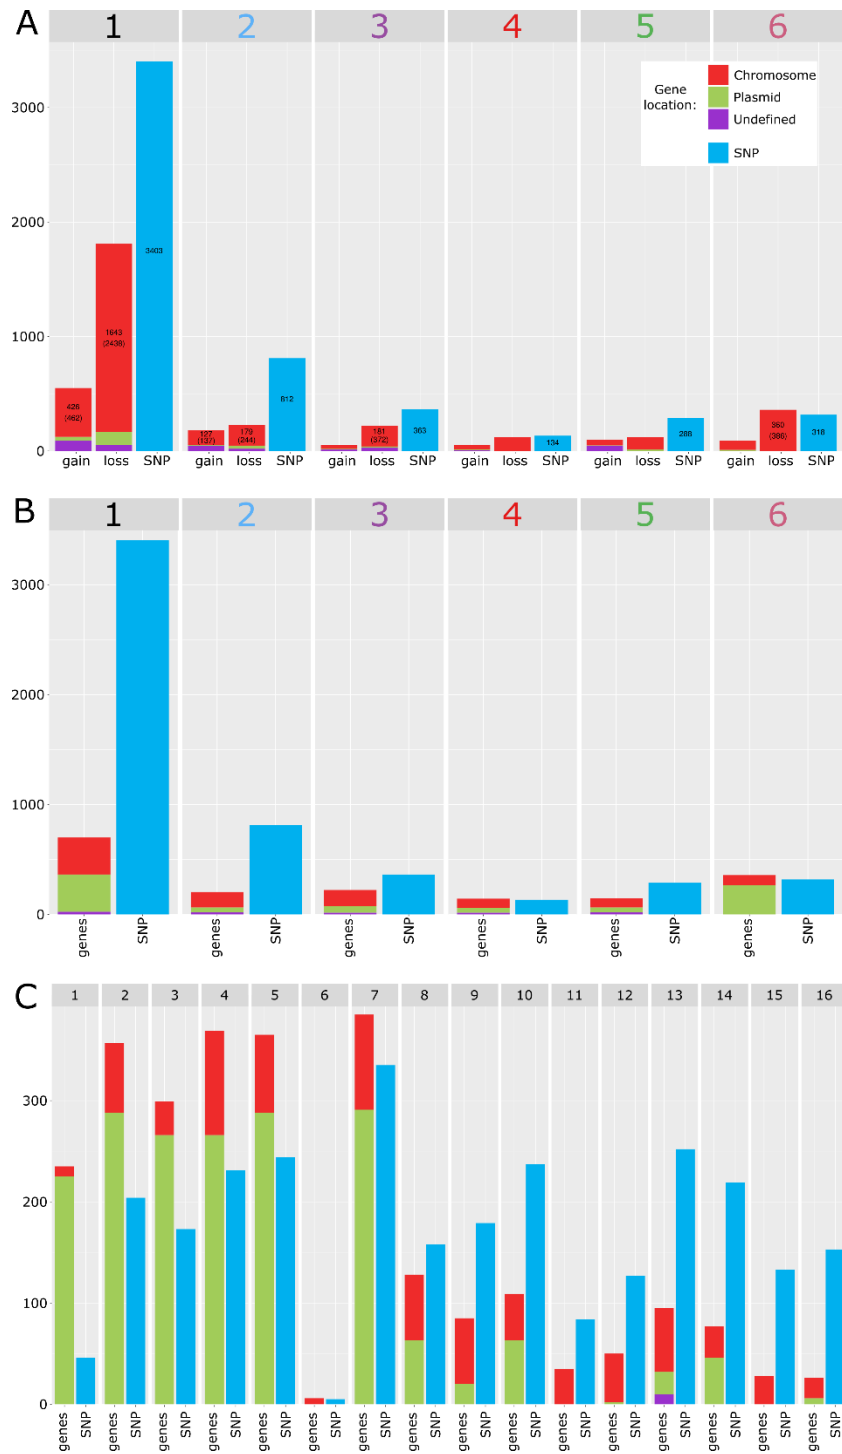 A
1 2 3 4 5 6
Gene location:
Chromosome
Plasmid
Undefined
SNP
3000
2000
1000
0
3403
1643
(2438)
426
(462)
127
(137)
179
(244)
812
181
(372)
363
134
288
360
(386)
318
gain loss SNP gain loss SNP gain loss SNP gain loss SNP gain loss SNP gain loss SNP
B
1 2 3 4 5 6
3000
2000
1000
0
genes SNP genes SNP genes SNP genes SNP genes SNP genes SNP
C
1 2 3 4 5 6 7 8 9 10 11 12 13 14 15 16
300
200
100
0
genes SNP genes SNP genes SNP genes SNP genes SNP genes SNP genes SNP genes SNP genes SNP genes SNP genes SNP genes SNP genes SNP genes SNP genes SNP genes SNP